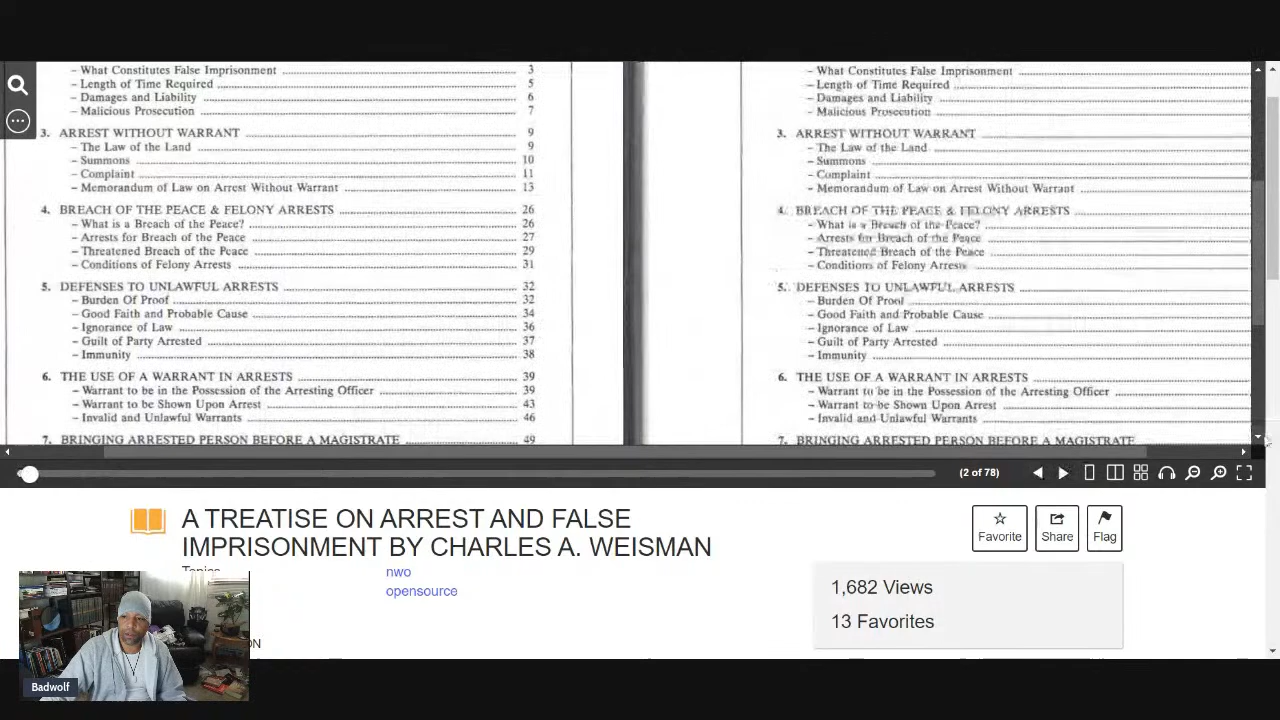 – What Constitutes False Imprisonment 3
– Length of Time Required 5
– Damages and Liability 6
– Malicious Prosecution 7
3. ARREST WITHOUT WARRANT 9
– The Law of the Land 9
– Summons 10
– Complaint 11
– Memorandum of Law on Arrest Without Warrant 13
4. BREACH OF THE PEACE & FELONY ARRESTS 26
– What is a Breach of the Peace? 26
– Arrests for Breach of the Peace 27
– Threatened Breach of the Peace 29
– Conditions of Felony Arrests 31
5. DEFENSES TO UNLAWFUL ARRESTS 32
– Burden Of Proof 32
– Good Faith and Probable Cause 34
– Ignorance of Law 36
– Guilt of Party Arrested 37
– Immunity 38
6. THE USE OF A WARRANT IN ARRESTS 39
– Warrant to be in the Possession of the Arresting Officer 39
– Warrant to be Shown Upon Arrest 43
– Invalid and Unlawful Warrants 46
7. BRINGING ARRESTED PERSON BEFORE A MAGISTRATE 49
– What Constitutes False Imprisonment
– Length of Time Required
– Damages and Liability
– Malicious Prosecution
3. ARREST WITHOUT WARRANT
– The Law of the Land
– Summons
– Complaint
– Memorandum of Law on Arrest Without Warrant
4. BREACH OF THE PEACE & FELONY ARRESTS
– What is a Breach of the Peace?
– Arrests for Breach of the Peace
– Threatened Breach of the Peace
– Conditions of Felony Arrests
5. DEFENSES TO UNLAWFUL ARRESTS
– Burden Of Proof
– Good Faith and Probable Cause
– Ignorance of Law
– Guilt of Party Arrested
– Immunity
6. THE USE OF A WARRANT IN ARRESTS
– Warrant to be in the Possession of the Arresting Officer
– Warrant to be Shown Upon Arrest
– Invalid and Unlawful Warrants
7. BRINGING ARRESTED PERSON BEFORE A MAGISTRATE
(2 of 78)
A TREATISE ON ARREST AND FALSE
IMPRISONMENT BY CHARLES A. WEISMAN
Favorite Share Flag
Topics nwo
opensource
1,682 Views
13 Favorites
ON
Badwolf